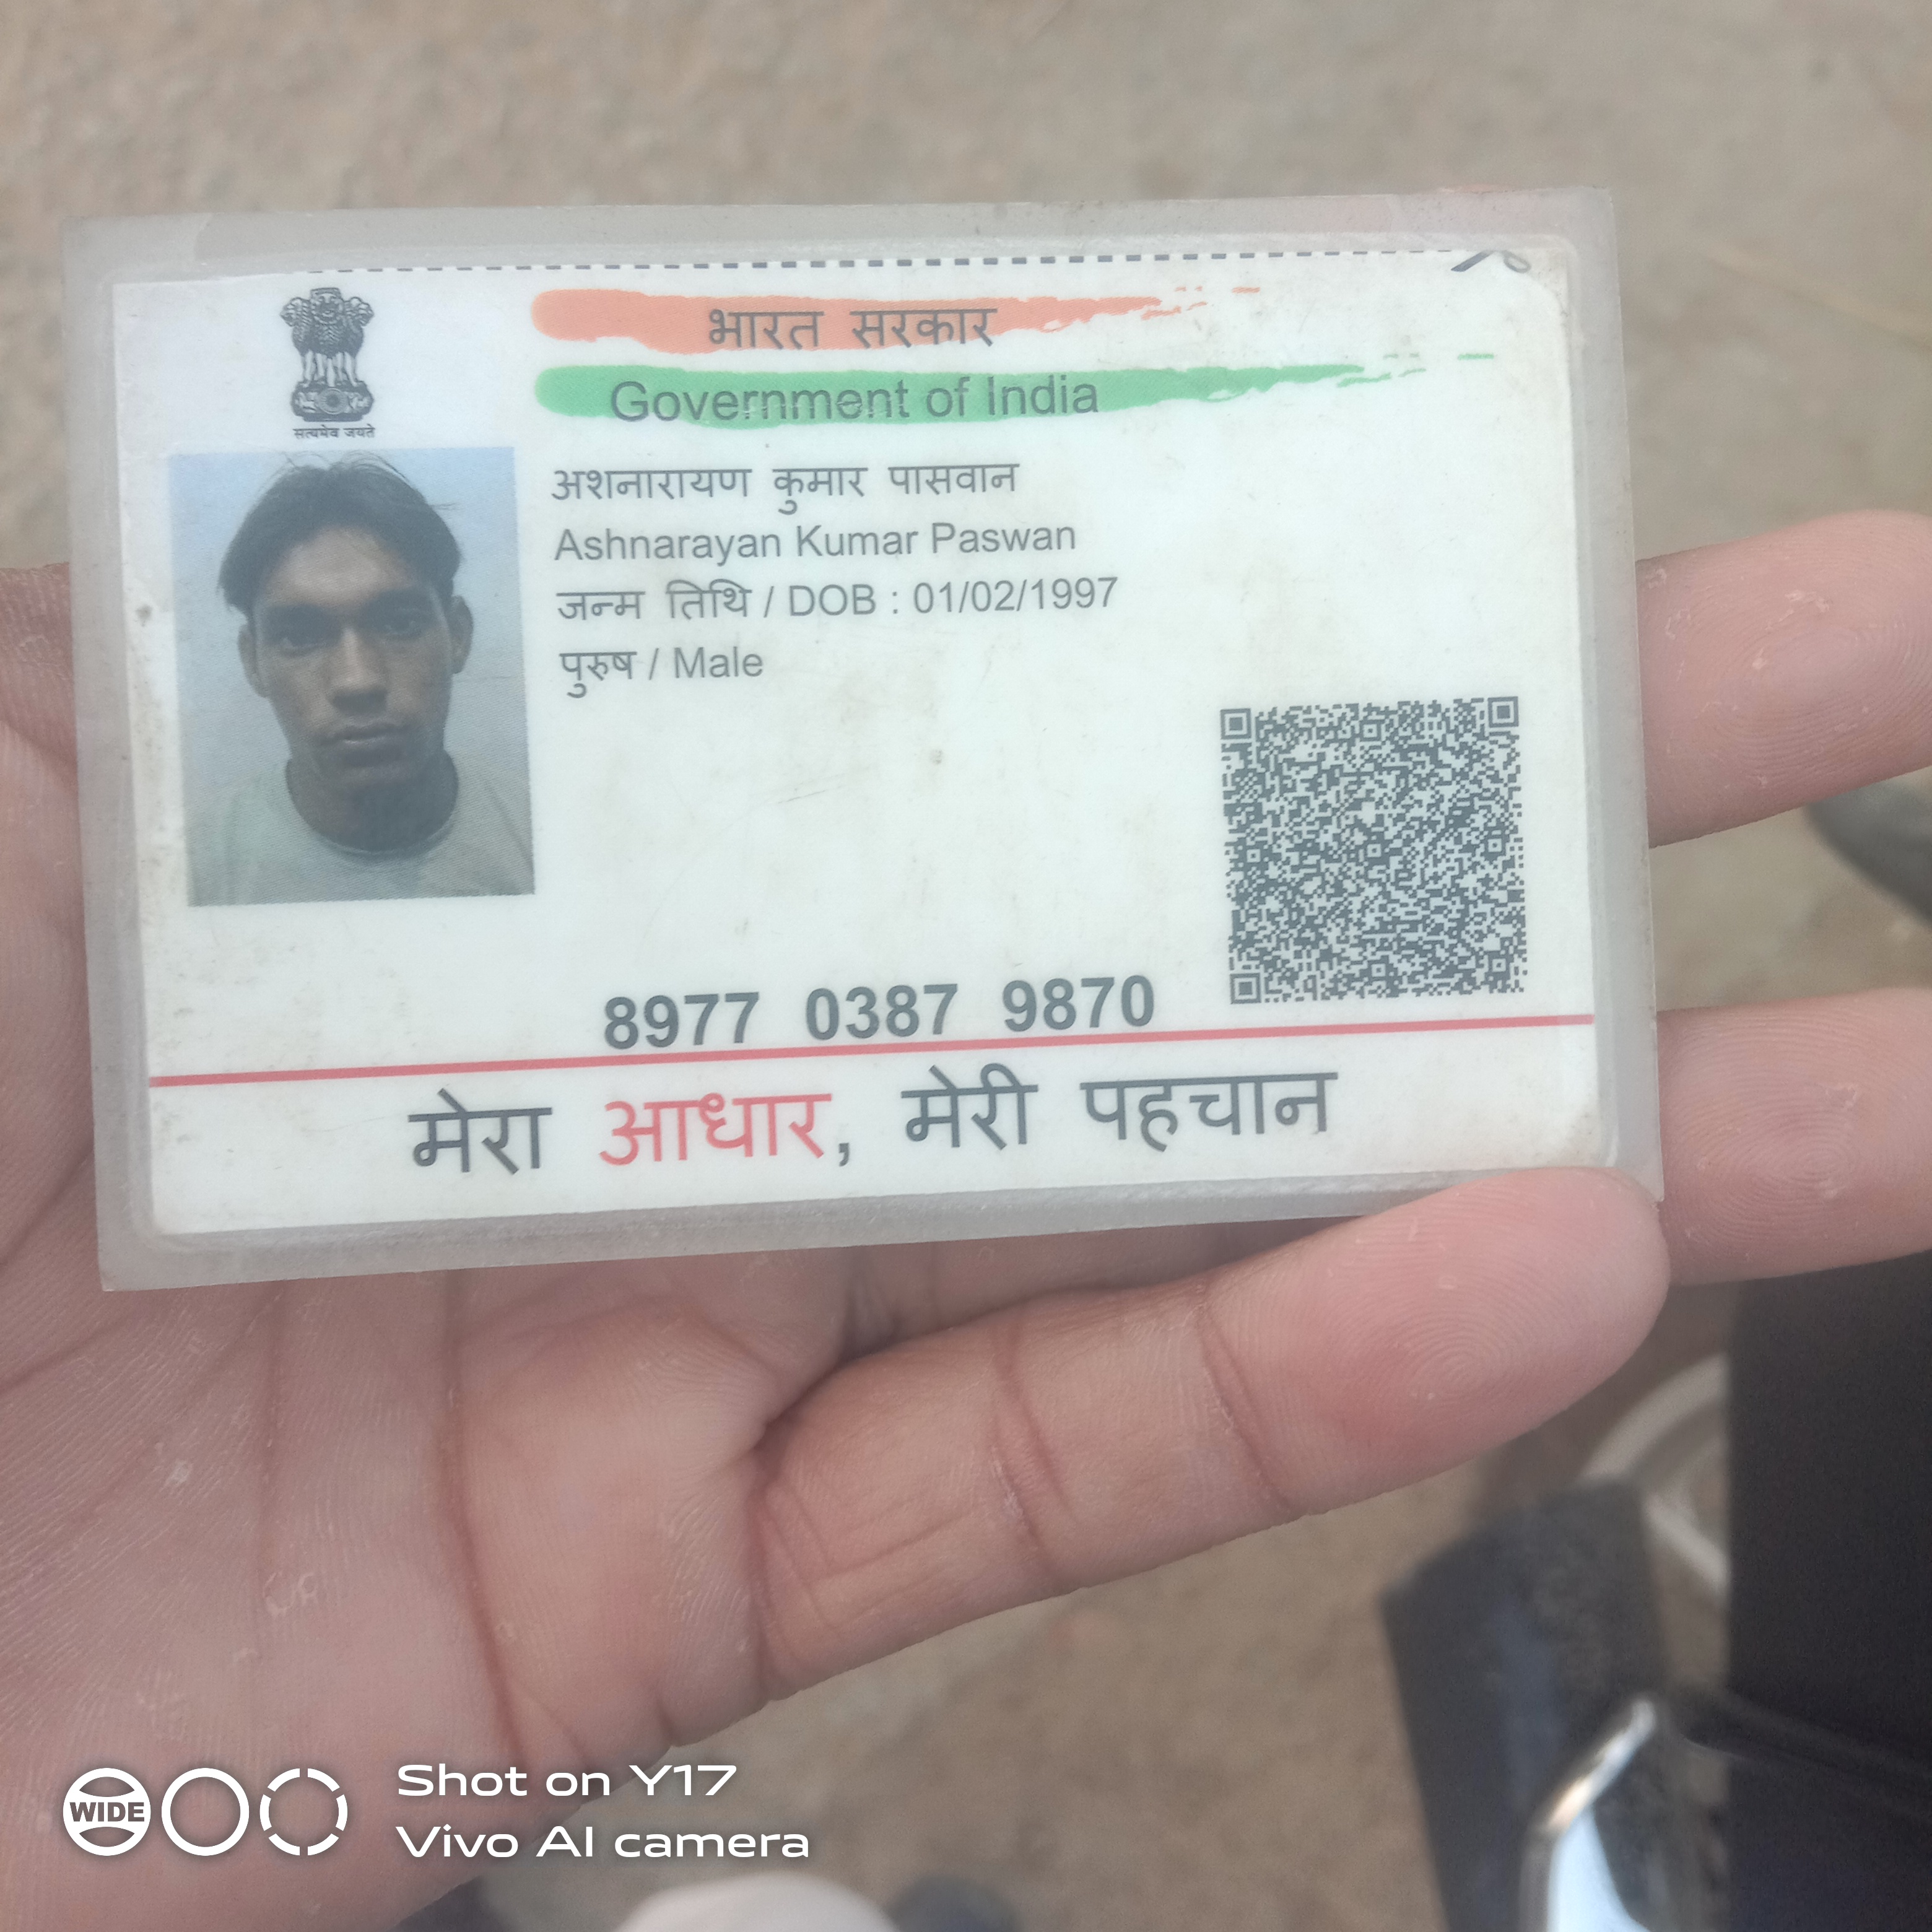 सत्यमेव जयते
भारत सरकार
Government of India
अशनारायण कुमार पासवान
Ashnarayan Kumar Paswan
जन्म तिथि / DOB : 01/02/1997
पुरुष / Male
8977 0387 9870
मेरा आधार, मेरी पहचान
WIDE
Shot on Y17
Vivo AI camera